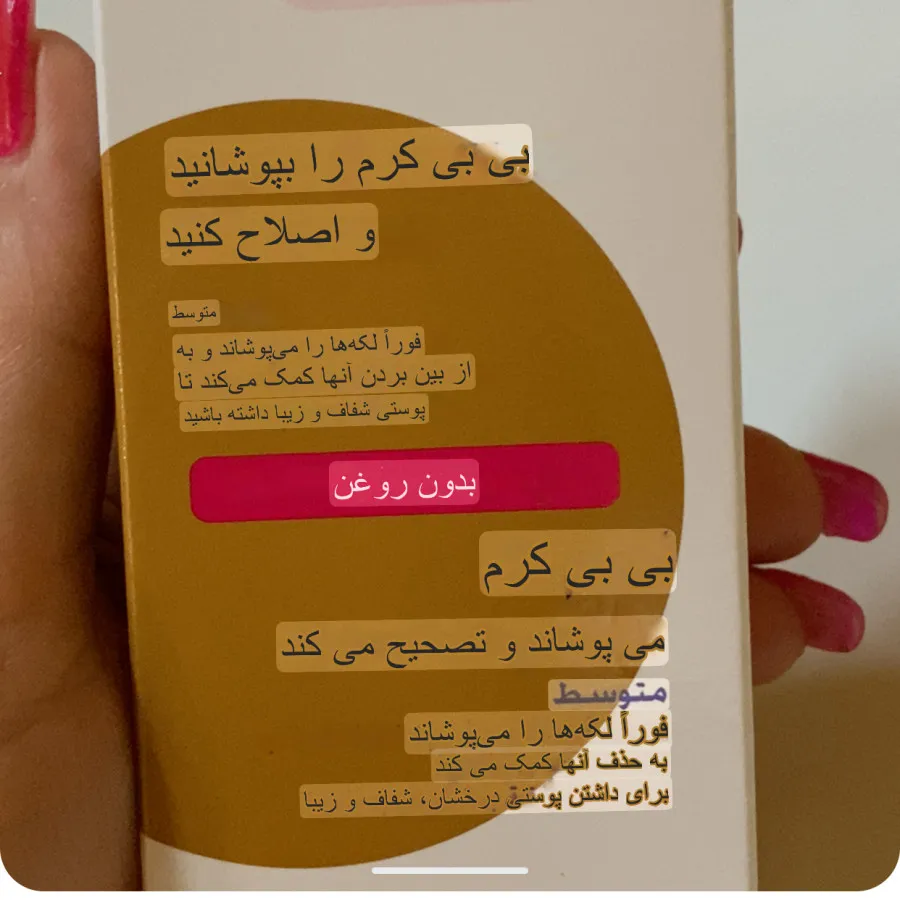 بی بی کرم را بپوشانید
و اصلاح کنید
متوسط
فوراً لکه‌ها را می‌پوشاند و به
از بین بردن آنها کمک می‌کند تا
پوستی شفاف و زیبا داشته باشید
بدون روغن
بی بی کرم
می پوشاند و تصحیح می کند
متوسط
فوراً لکه‌ها را می‌پوشاند
به حذف آنها کمک می کند
برای داشتن پوستی درخشان، شفاف و زیبا